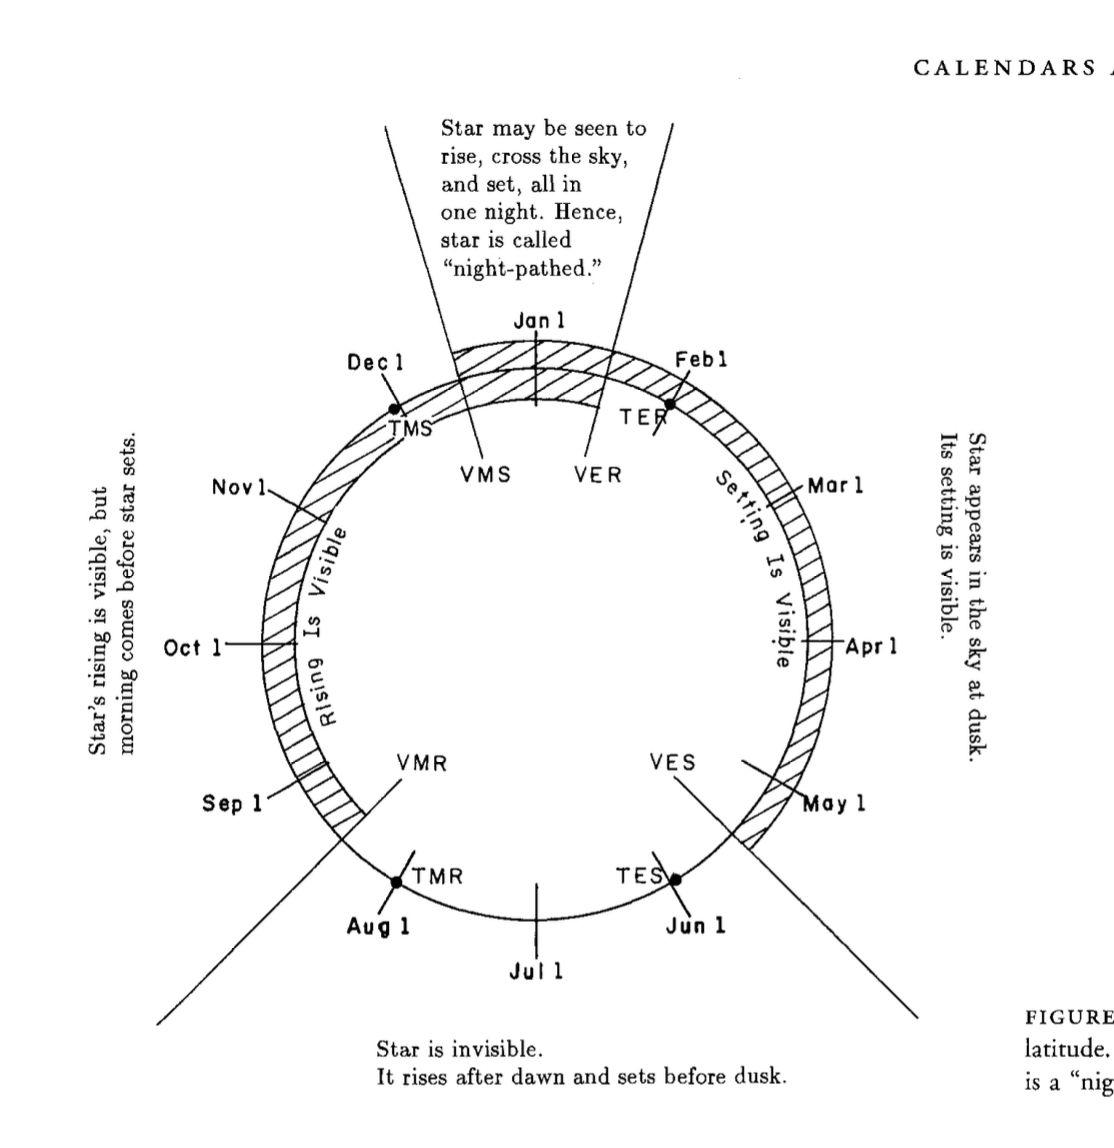 CALENDARS
Star may be seen to
rise, cross the sky,
and set, all in
one night. Hence,
star is called
“night-pathed.”
Jan 1
Dec 1
Feb 1
TMS
TER
VMS
VER
Nov 1
Mar 1
Star's rising is visible, but
morning comes before star sets.
Rising Is Visible
Setting Is Visible
Star appears in the sky at dusk.
Its setting is visible.
Oct 1
Apr 1
VMR
VES
Sep 1
May 1
TMR
TES
Aug 1
Jun 1
Jul 1
FIGURE
latitude.
is a “nig
Star is invisible.
It rises after dawn and sets before dusk.